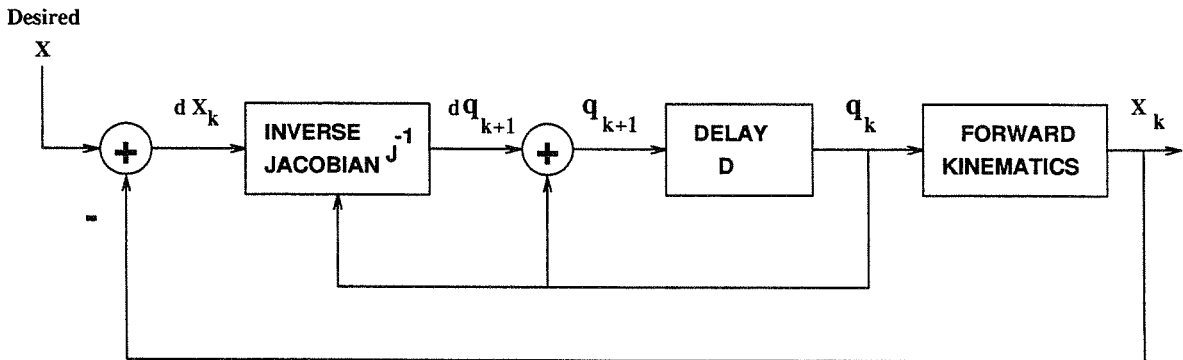 Desired
X
d X_k
INVERSE
JACOBIAN J^-1
d q_k+1
q_k+1
DELAY
D
q_k
FORWARD
KINEMATICS
X_k
+
+
-